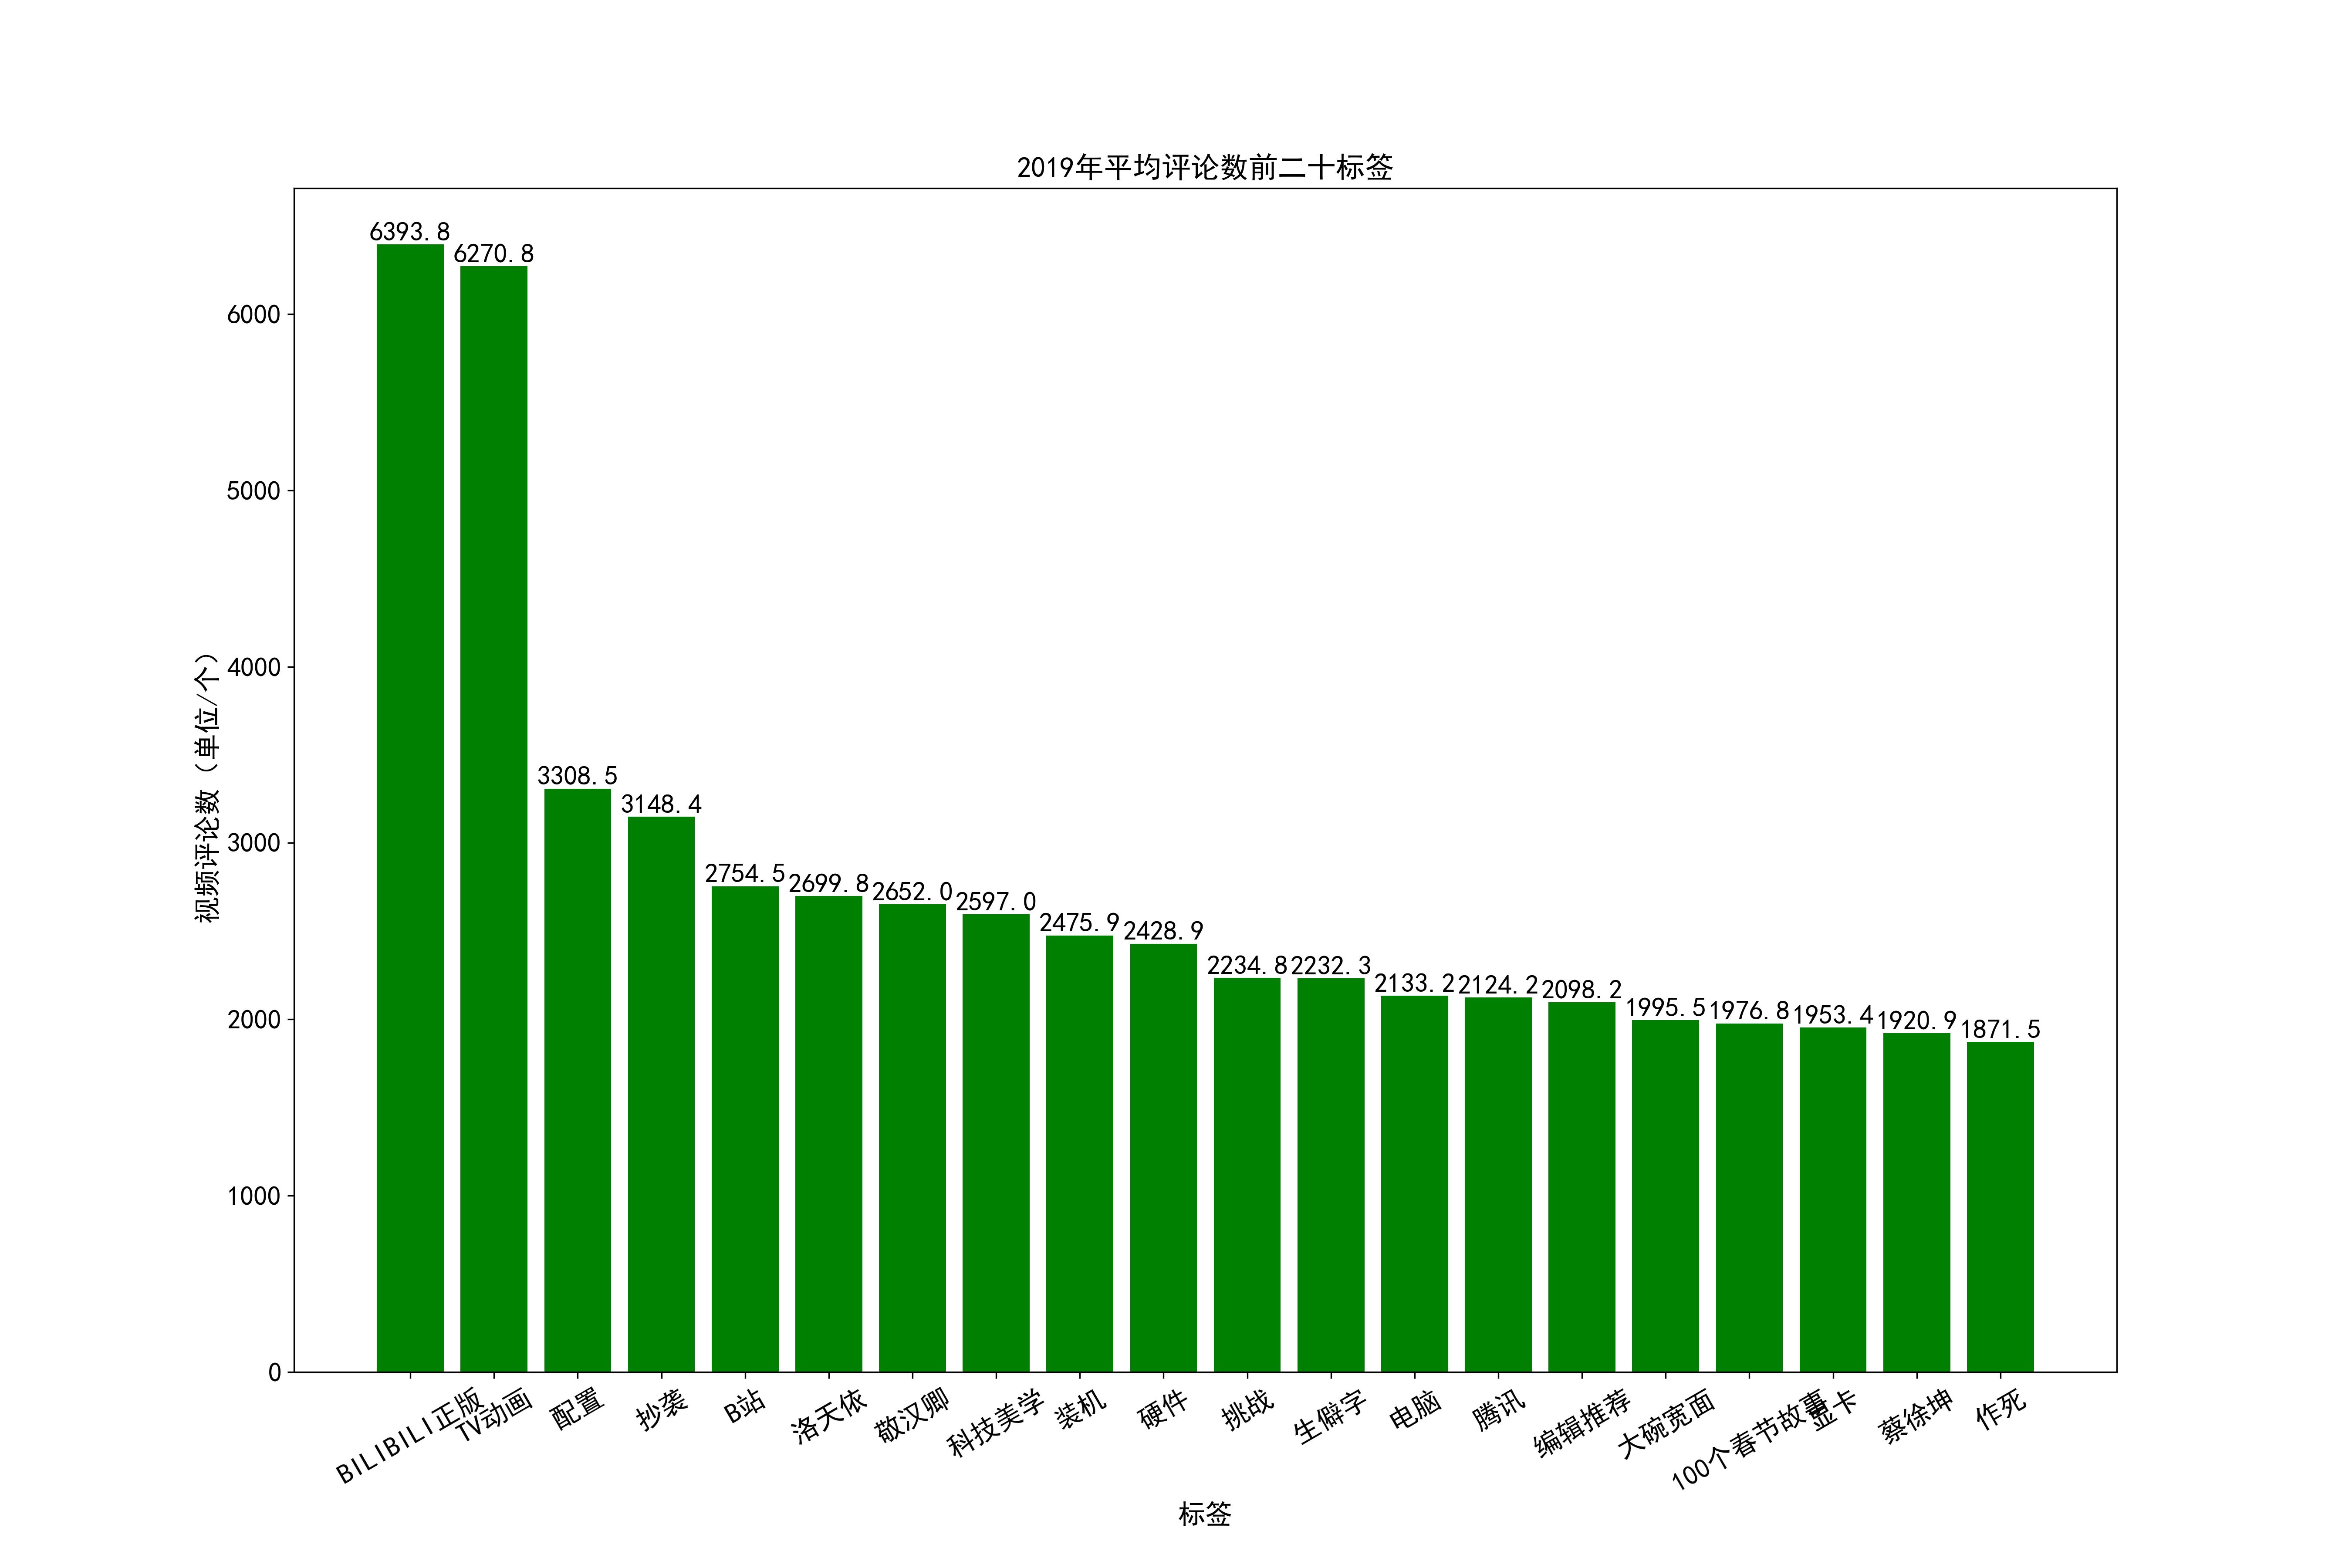 2019年平均评论数前二十标签
视频评论数（单位/个）
6000
5000
4000
3000
2000
1000
0
6393.8
6270.8
3308.5
3148.4
2754.5
2699.8
2652.0
2597.0
2475.9
2428.9
2234.8
2232.3
2133.2
2124.2
2098.2
1995.5
1976.8
1953.4
1920.9
1871.5
BILIBILI正版
TV动画
配置
抄袭
B站
洛天依
敬汉卿
科技美学
装机
硬件
挑战
生僻字
电脑
腾讯
编辑推荐
大碗宽面
100个春节故事
显卡
蔡徐坤
作死
标签